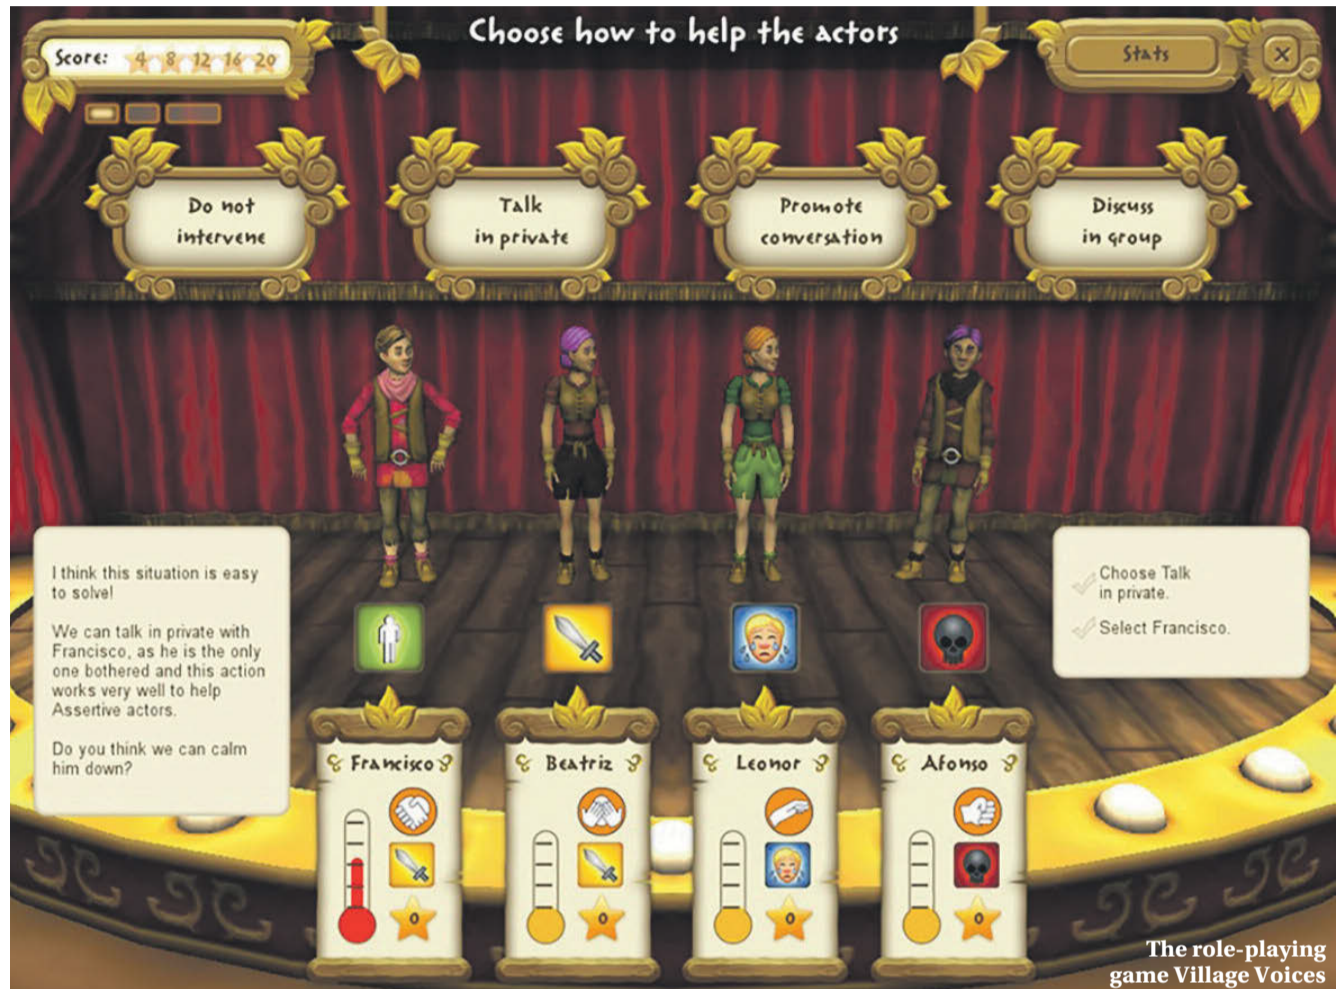 Choose how to help the actors
Score: 4 8 12 16 20
Stats
X
Do not
intervene
Talk
in private
Promote
conversation
Discuss
in group
I think this situation is easy
to solve!
We can talk in private with
Francisco, as he is the only
one bothered and this action
works very well to help
Assertive actors.
Do you think we can calm
him down?
Choose Talk
in private.
Select Francisco.
Francisco
0
Beatriz
0
Leonor
0
Afonso
0
The role-playing
game Village Voices